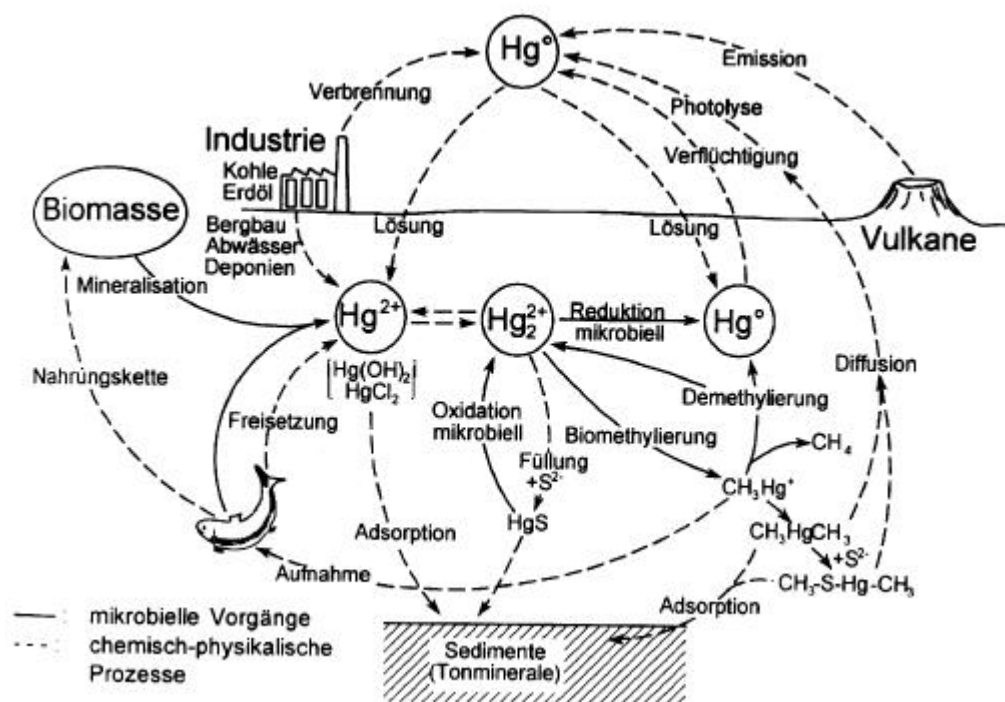 Hg°
Emission
Verbrennung
Photolyse
Industrie
Kohle
Erdöl
Verflüchtigung
Biomasse
Bergbau
Abwässer
Deponien
Lösung
Lösung
Vulkane
Mineralisation
Hg²⁺
Hg₂²⁺
Reduktion
mikrobiell
Hg°
[Hg(OH)₂]
HgCl₂
Nahrungskette
Freisetzung
Oxidation
mikrobiell
Demethylierung
Diffusion
Biomethylierung
CH₄
Füllung
+S²⁻
CH₃Hg⁺
HgS
CH₃HgCH₃
+S²⁻
Adsorption
Aufnahme
CH₃-S-Hg-CH₃
Adsorption
mikrobielle Vorgänge
chemisch-physikalische
Prozesse
Sedimente
(Tonminerale)